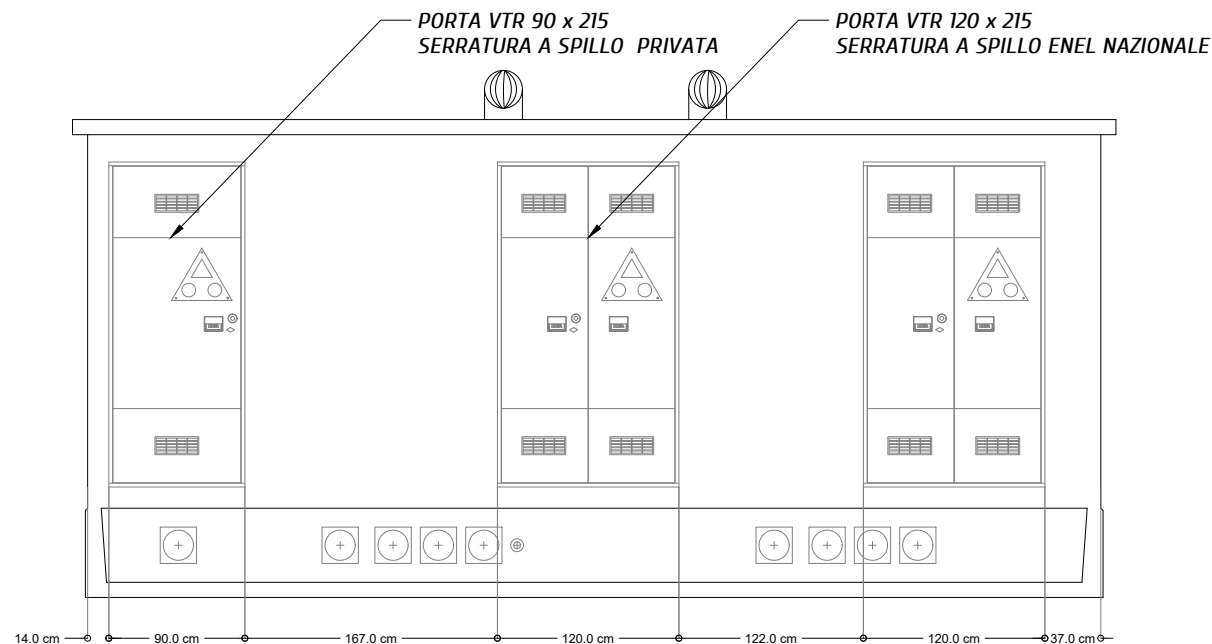 PORTA VTR 90 x 215
SERRATURA A SPILLO PRIVATA
PORTA VTR 120 x 215
SERRATURA A SPILLO ENEL NAZIONALE
14.0 cm
90.0 cm
167.0 cm
120.0 cm
122.0 cm
120.0 cm
37.0 cm